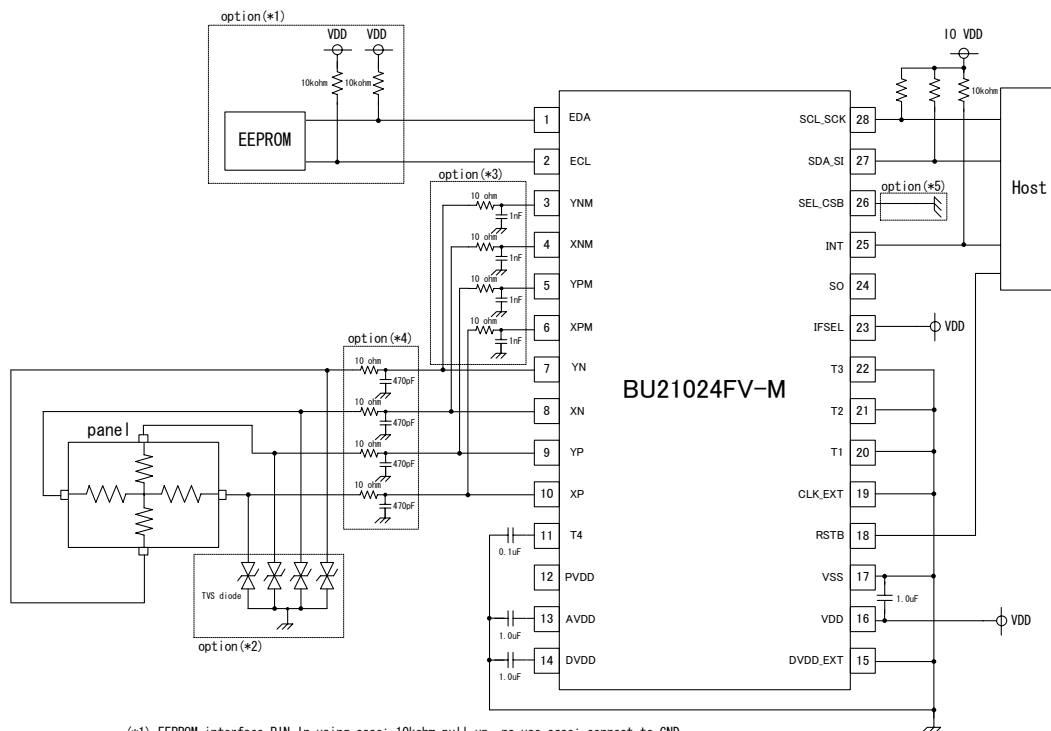 option(*1)
VDD VDD
10kohm 10kohm
EEPROM
IO VDD
10kohm
Host
1 EDA SCL_SCK 28
2 ECL SDA_SI 27
option(*3)
option(*5)
10 ohm
1nF
3 YNM SEL_CSB 26
10 ohm
1nF
4 XNM INT 25
10 ohm
1nF
5 YPM SO 24
10 ohm
1nF
6 XPM IFSEL 23 VDD
option(*4)
10 ohm
470pF
7 YN T3 22
BU21024FV-M
10 ohm
470pF
8 XN T2 21
panel
10 ohm
470pF
9 YP T1 20
10 ohm
470pF
10 XP CLK_EXT 19
0.1uF
11 T4 RSTB 18
TVS diode
12 PVDD VSS 17
1.0uF
1.0uF
13 AVDD VDD 16 VDD
option(*2)
1.0uF
14 DVDD DVDD_EXT 15